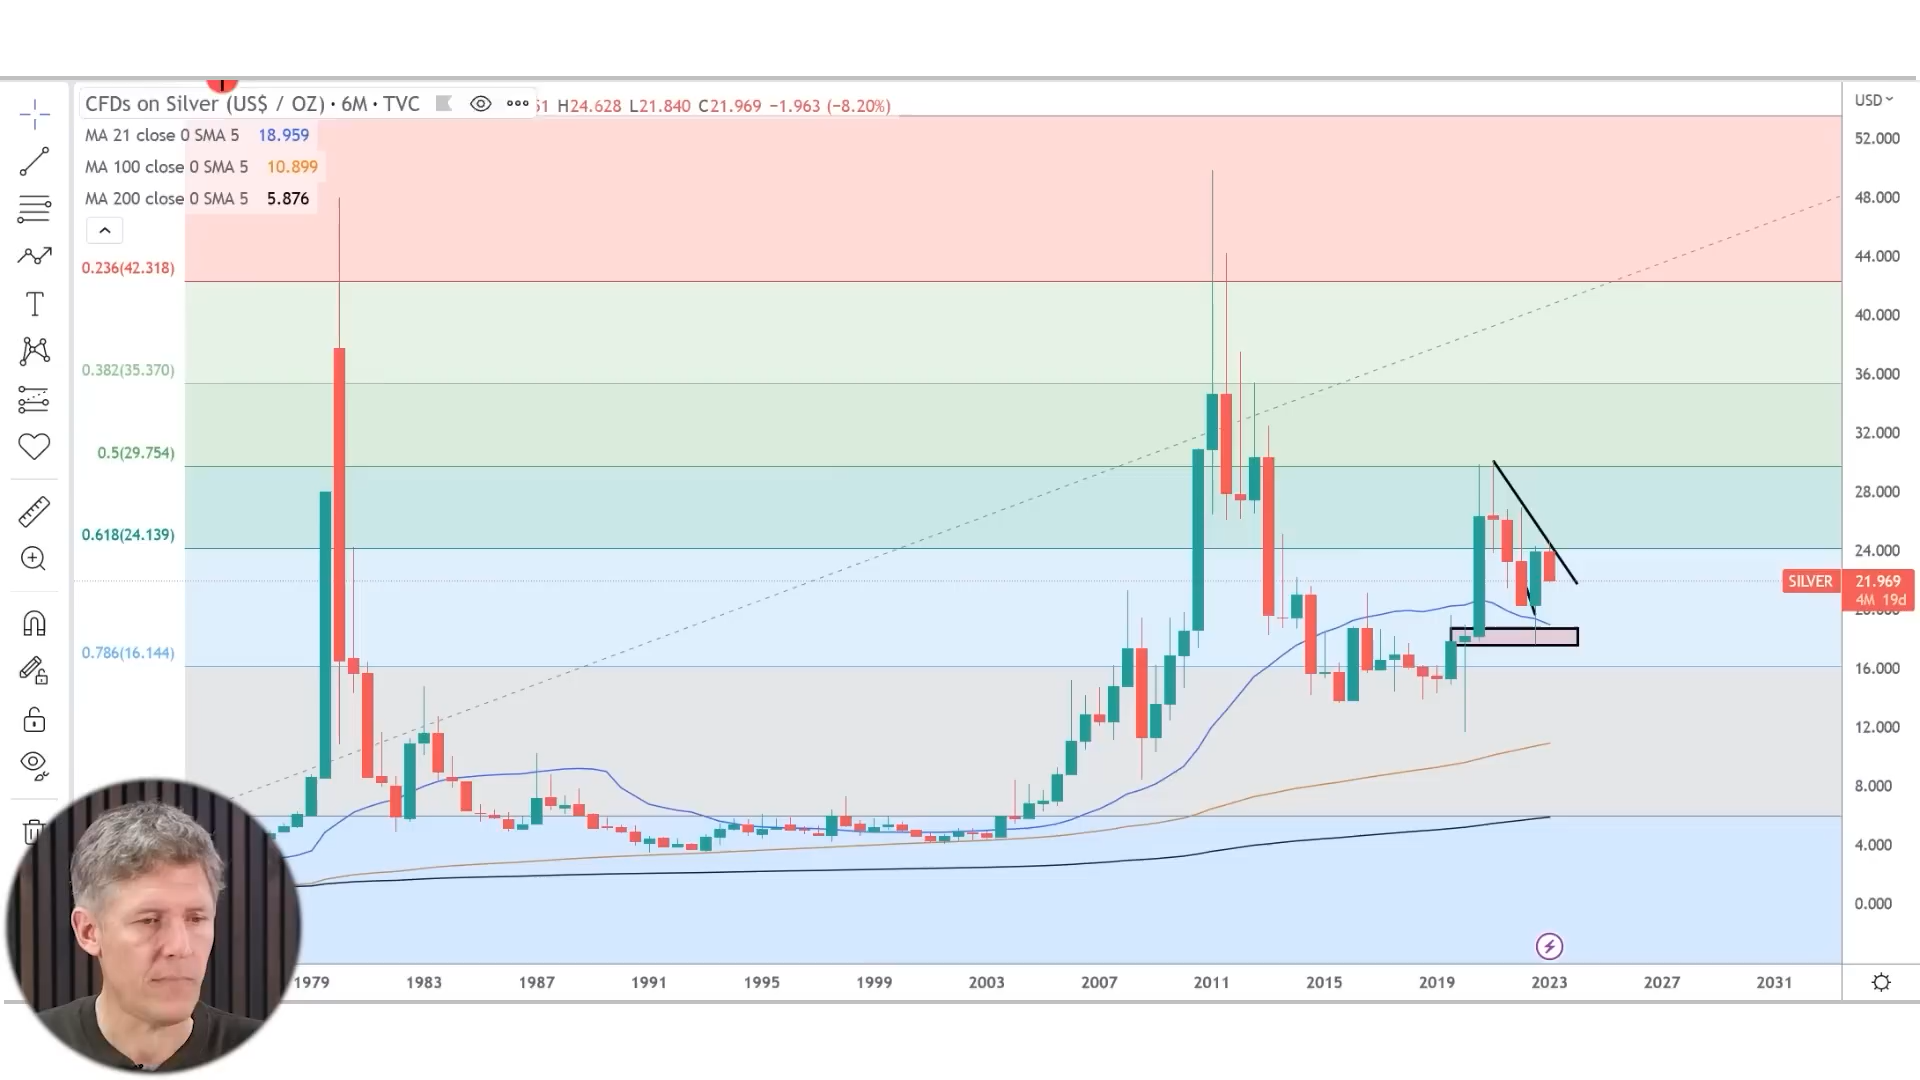 CFDs on Silver (US$ / OZ) · 6M · TVC 51 H24.628 L21.840 C21.969 −1.963 (−8.20%)
USD
MA 21 close 0 SMA 5 18.959
MA 100 close 0 SMA 5 10.899
MA 200 close 0 SMA 5 5.876
52.000
48.000
44.000
0.236(42.318)
40.000
0.382(35.370)
36.000
32.000
0.5(29.754)
28.000
0.618(24.139)
24.000
SILVER 21.969
4M 19d
20.000
0.786(16.144)
16.000
12.000
8.000
4.000
0.000
1979 1983 1987 1991 1995 1999 2003 2007 2011 2015 2019 2023 2027 2031